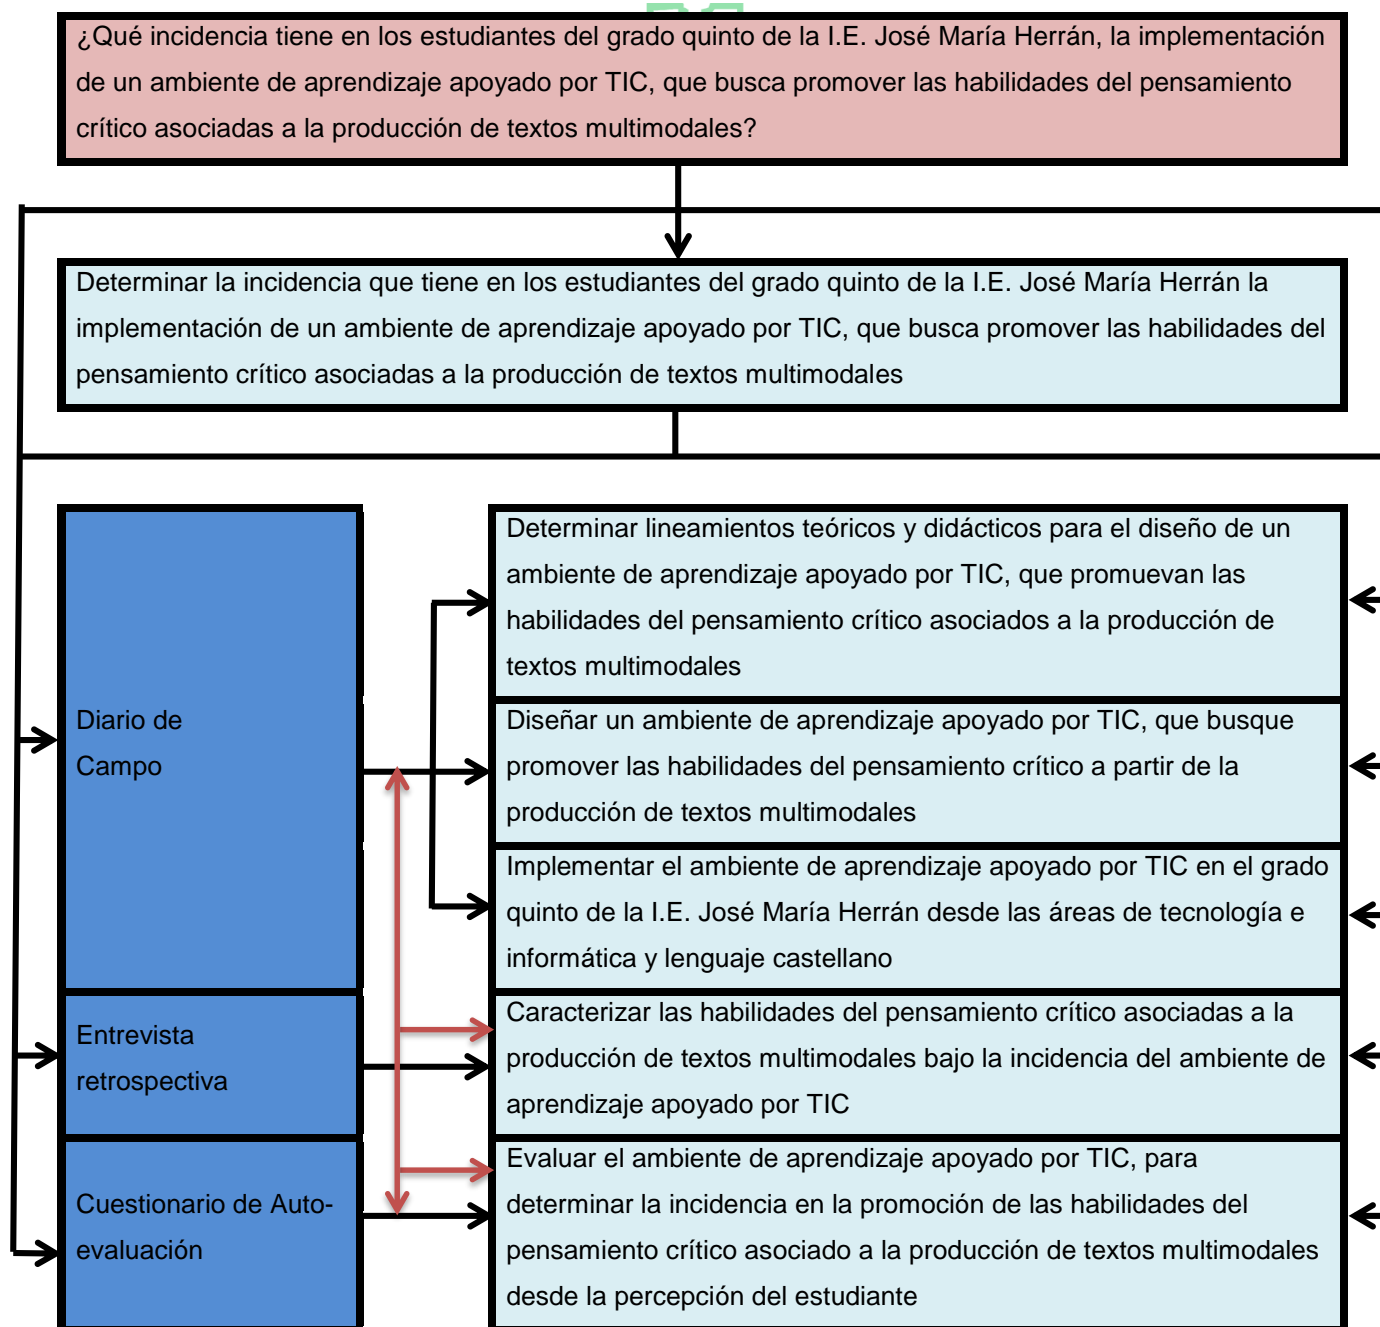 ¿Qué incidencia tiene en los estudiantes del grado quinto de la I.E. José María Herrán, la implementación
de un ambiente de aprendizaje apoyado por TIC, que busca promover las habilidades del pensamiento
crítico asociadas a la producción de textos multimodales?
Determinar la incidencia que tiene en los estudiantes del grado quinto de la I.E. José María Herrán la
implementación de un ambiente de aprendizaje apoyado por TIC, que busca promover las habilidades del
pensamiento crítico asociadas a la producción de textos multimodales
Diario de
Campo
Determinar lineamientos teóricos y didácticos para el diseño de un
ambiente de aprendizaje apoyado por TIC, que promuevan las
habilidades del pensamiento crítico asociados a la producción de
textos multimodales
Diseñar un ambiente de aprendizaje apoyado por TIC, que busque
promover las habilidades del pensamiento crítico a partir de la
producción de textos multimodales
Implementar el ambiente de aprendizaje apoyado por TIC en el grado
quinto de la I.E. José María Herrán desde las áreas de tecnología e
informática y lenguaje castellano
Entrevista
retrospectiva
Caracterizar las habilidades del pensamiento crítico asociadas a la
producción de textos multimodales bajo la incidencia del ambiente de
aprendizaje apoyado por TIC
Cuestionario de Auto-
evaluación
Evaluar el ambiente de aprendizaje apoyado por TIC, para
determinar la incidencia en la promoción de las habilidades del
pensamiento crítico asociado a la producción de textos multimodales
desde la percepción del estudiante